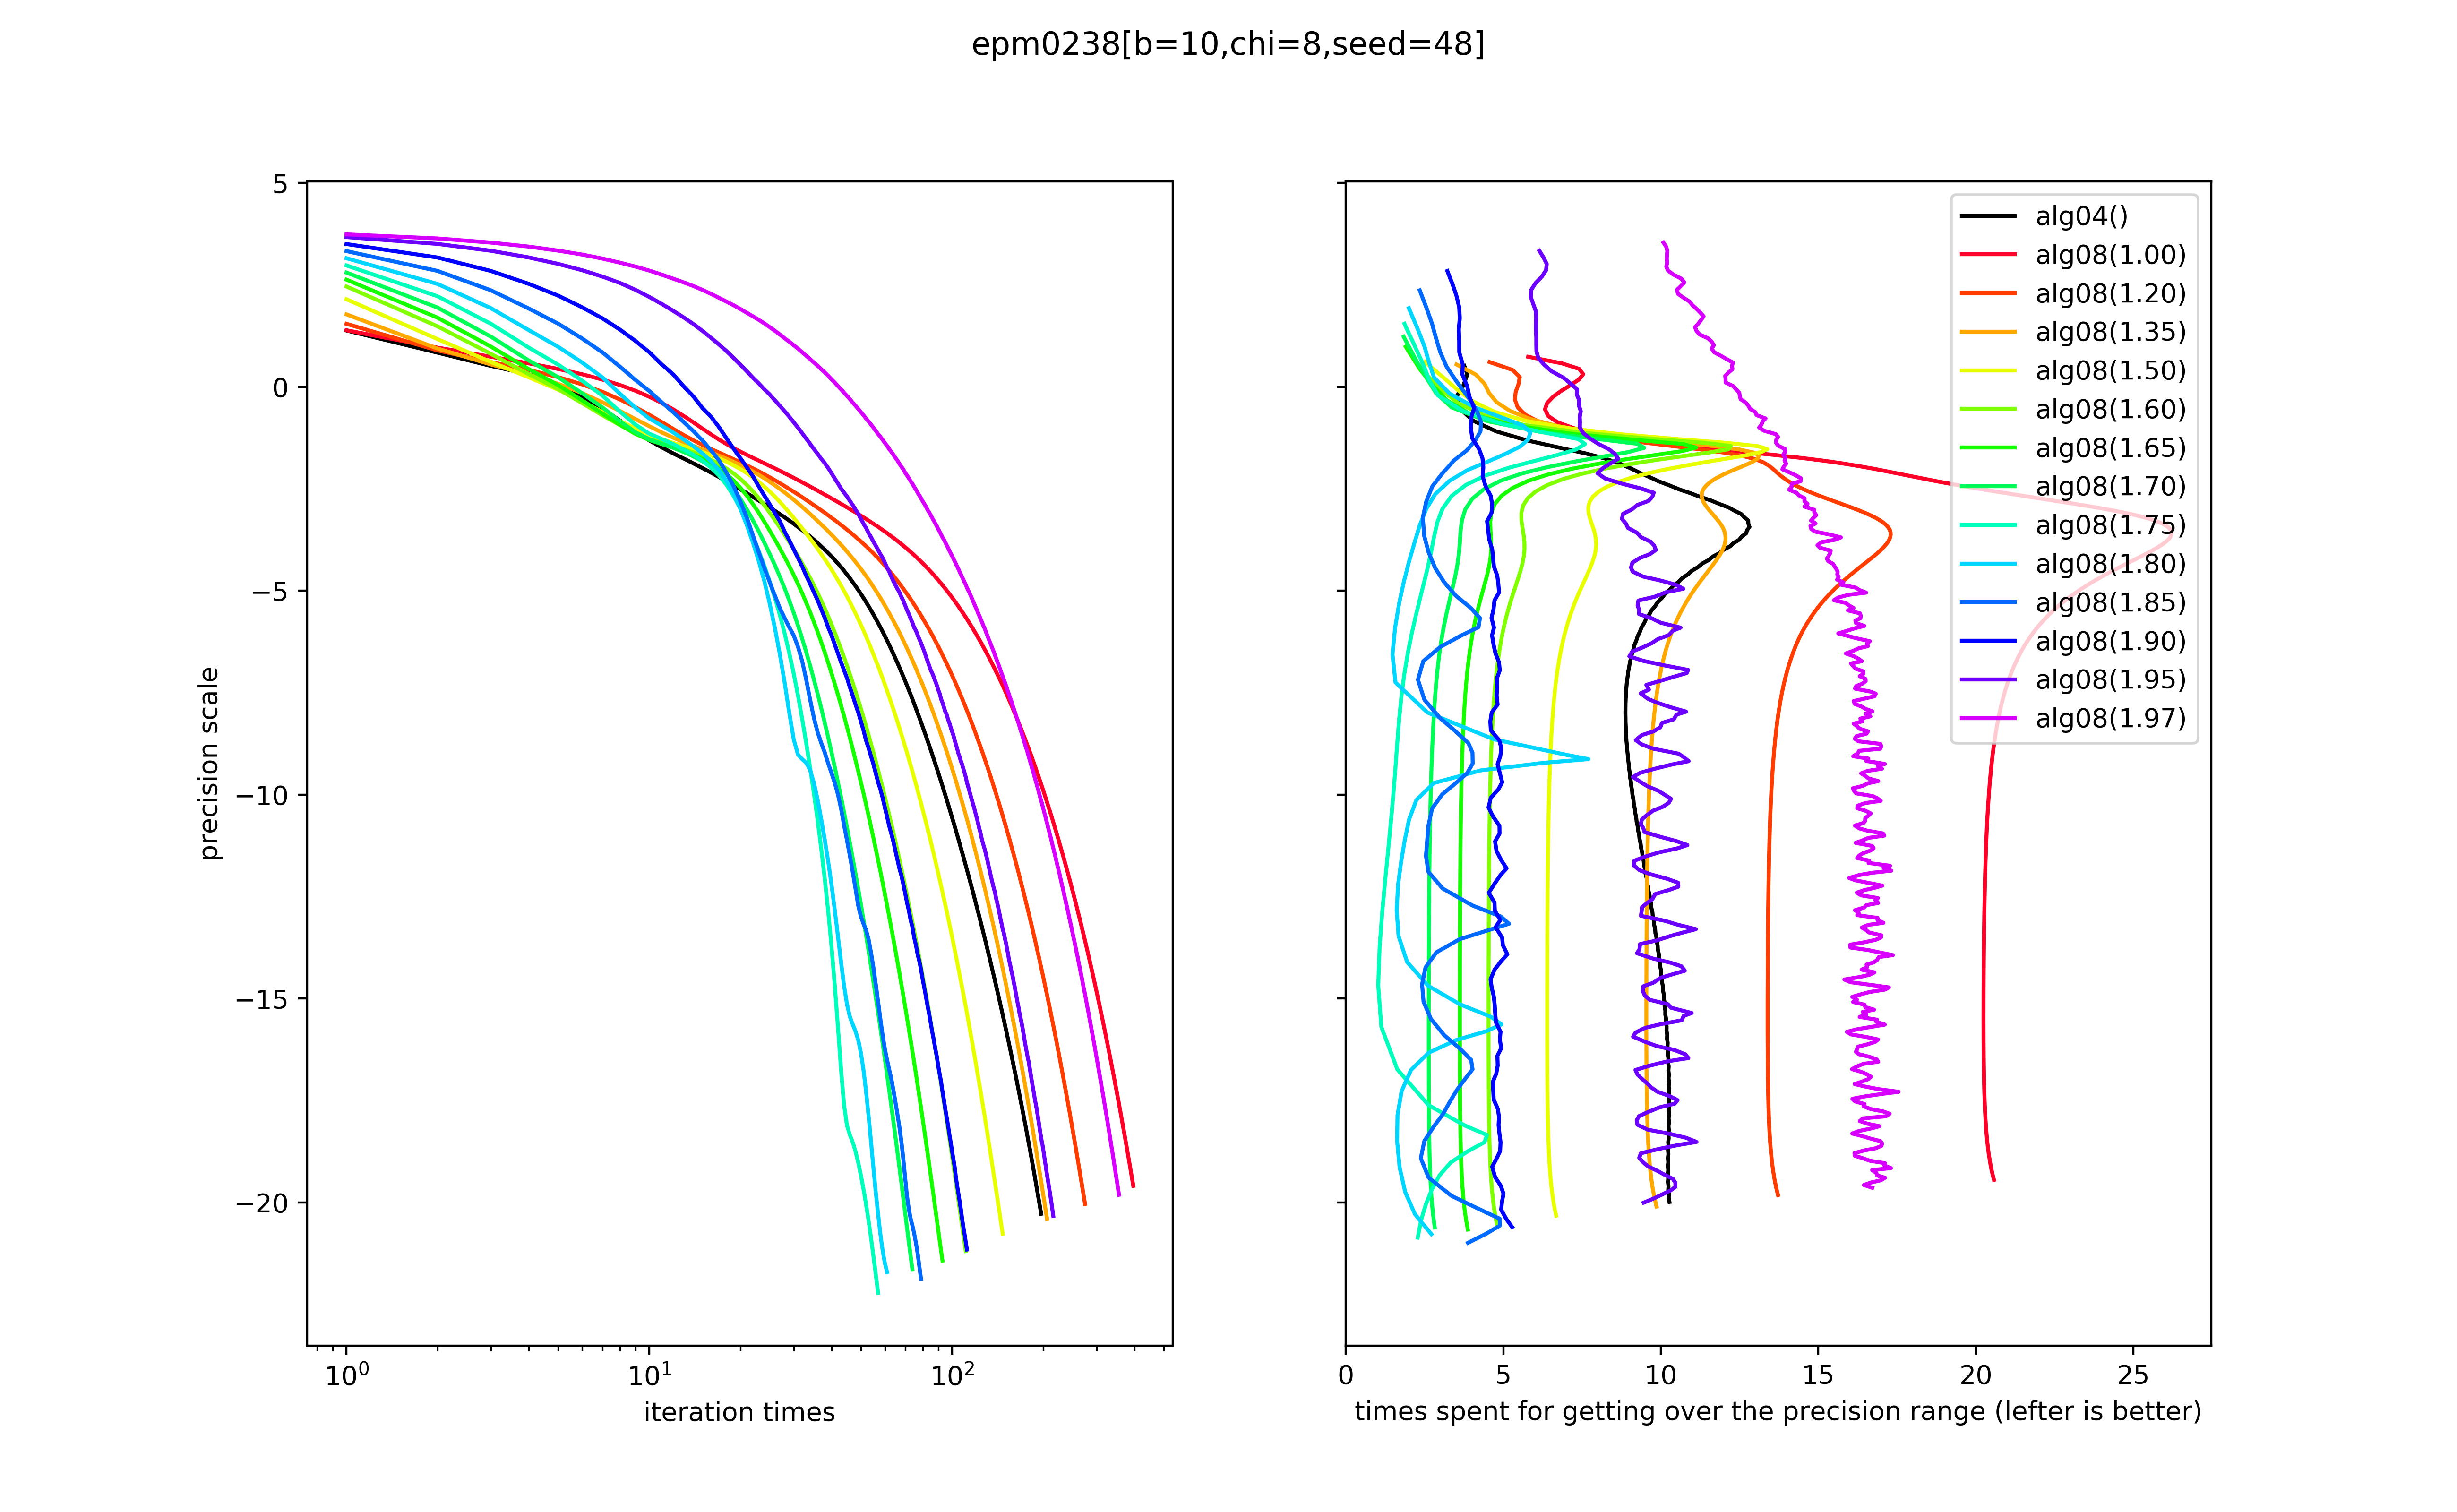 epm0238[b=10,chi=8,seed=48]
precision scale
5
0
−5
−10
−15
−20
10⁰
10¹
10²
iteration times
alg04()
alg08(1.00)
alg08(1.20)
alg08(1.35)
alg08(1.50)
alg08(1.60)
alg08(1.65)
alg08(1.70)
alg08(1.75)
alg08(1.80)
alg08(1.85)
alg08(1.90)
alg08(1.95)
alg08(1.97)
0 5 10 15 20 25
times spent for getting over the precision range (lefter is better)